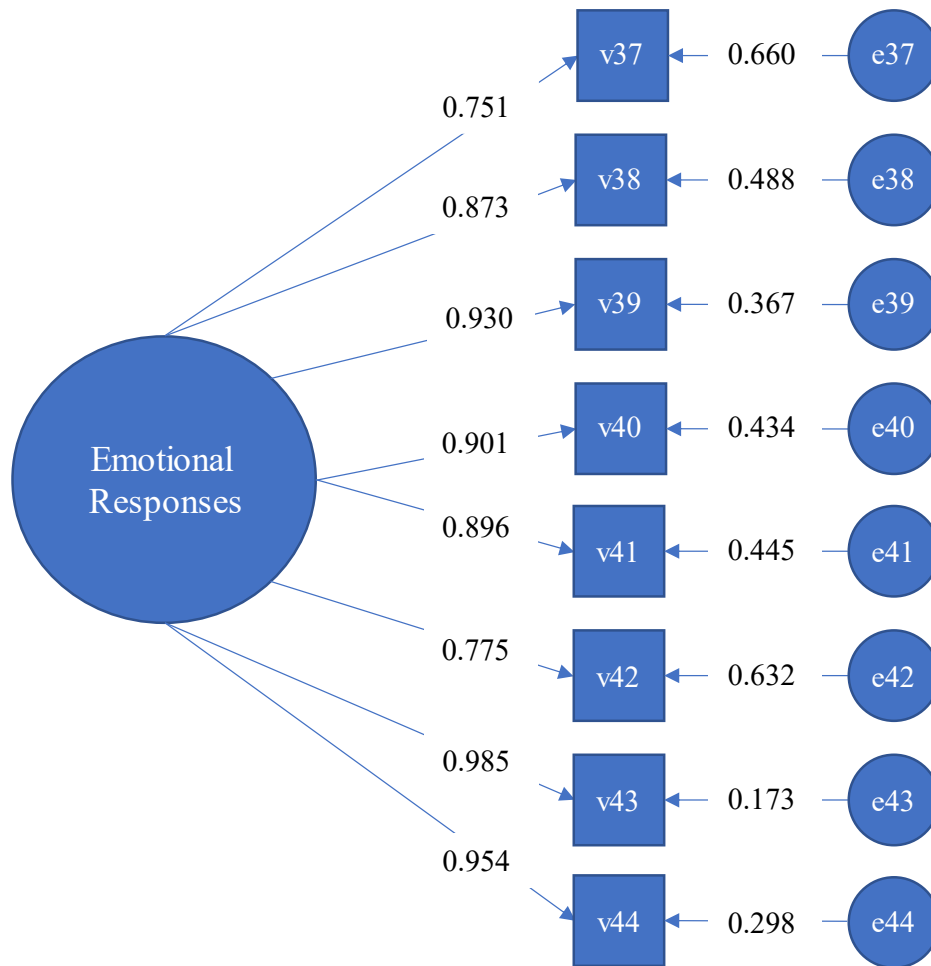 v37
0.660
e37
0.751
v38
0.488
e38
0.873
v39
0.367
e39
0.930
v40
0.434
e40
0.901
Emotional
Responses
0.896
v41
0.445
e41
0.775
v42
0.632
e42
0.985
v43
0.173
e43
0.954
v44
0.298
e44